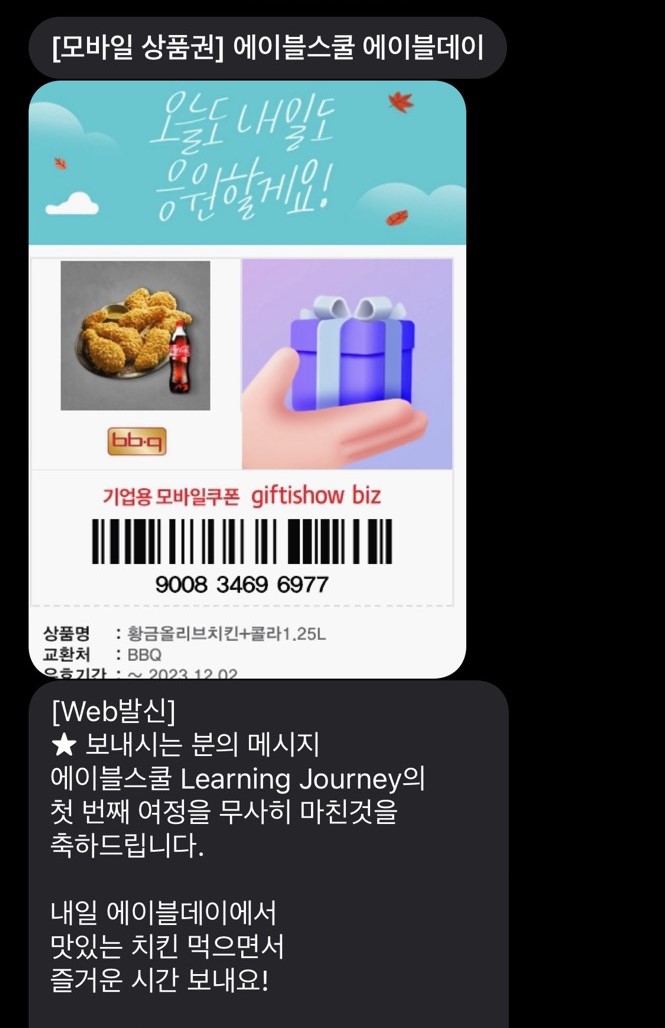 [모바일 상품권] 에이블스쿨 에이블데이
오늘도 내일도
응원할게요!
bb.q
기업용 모바일쿠폰 giftishow biz
9008 3469 6977
상품명 : 황금올리브치킨+콜라1.25L
교환처 : BBQ
유효기간 : ~ 2023.12.02
[Web발신]
★ 보내시는 분의 메시지
에이블스쿨 Learning Journey의
첫 번째 여정을 무사히 마친것을
축하드립니다.
내일 에이블데이에서
맛있는 치킨 먹으면서
즐거운 시간 보내요!